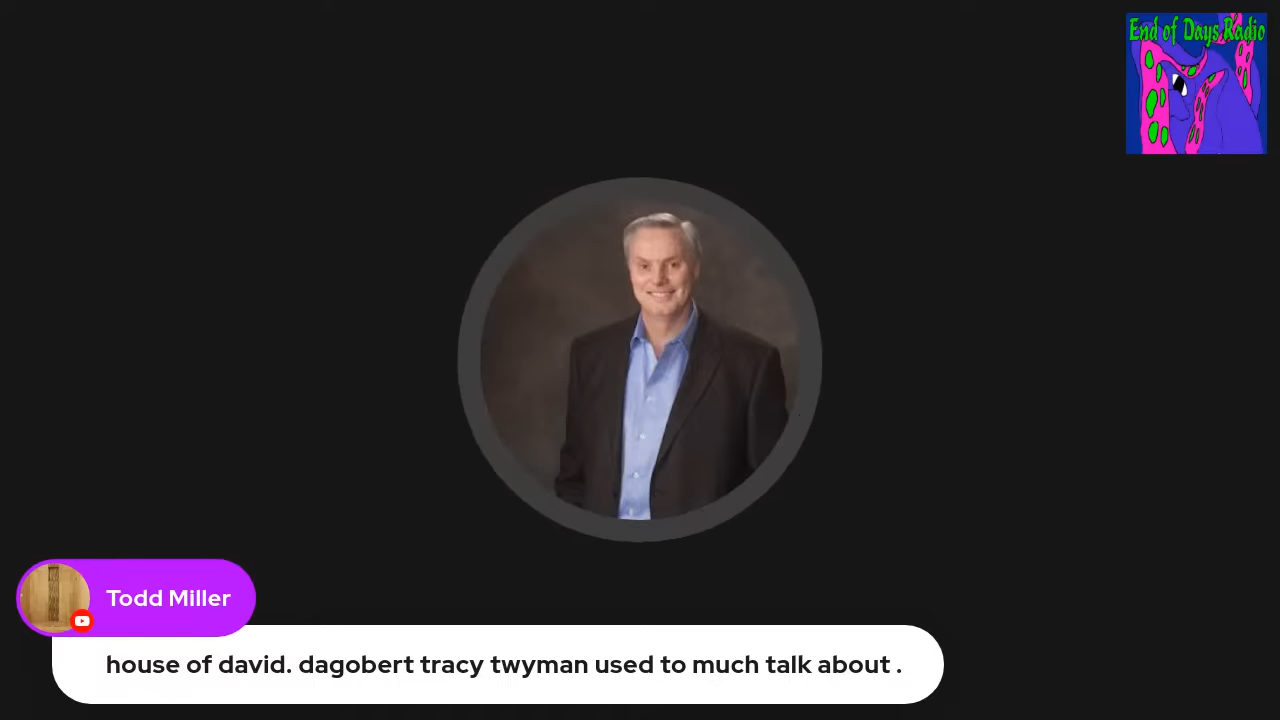 End of Days Radio
Todd Miller
house of david. dagobert tracy twyman used to much talk about .